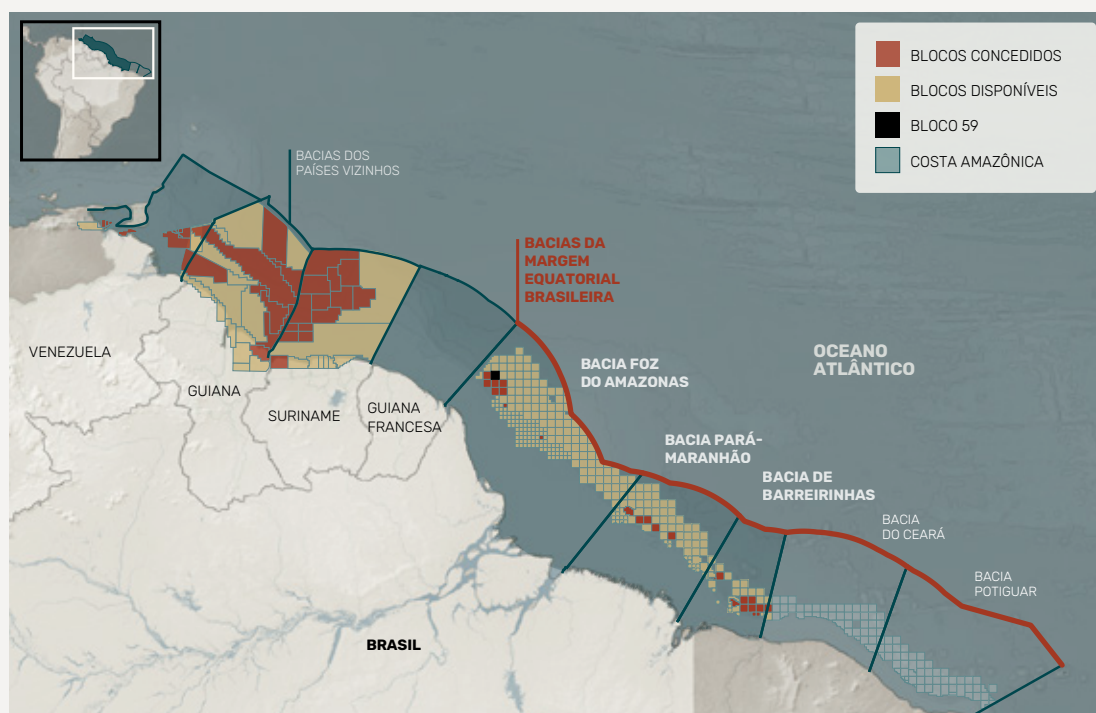 BLOCOS CONCEDIDOS
BLOCOS DISPONÍVEIS
BLOCO 59
COSTA AMAZÔNICA
BACIAS DOS
PAÍSES VIZINHOS
BACIAS DA
MARGEM
EQUATORIAL
BRASILEIRA
OCEANO
ATLÂNTICO
VENEZUELA
GUIANA
SURINAME
GUIANA
FRANCESA
BACIA FOZ
DO AMAZONAS
BACIA PARÁ-
MARANHÃO
BACIA DE
BARREIRINHAS
BACIA
DO CEARÁ
BACIA
POTIGUAR
BRASIL